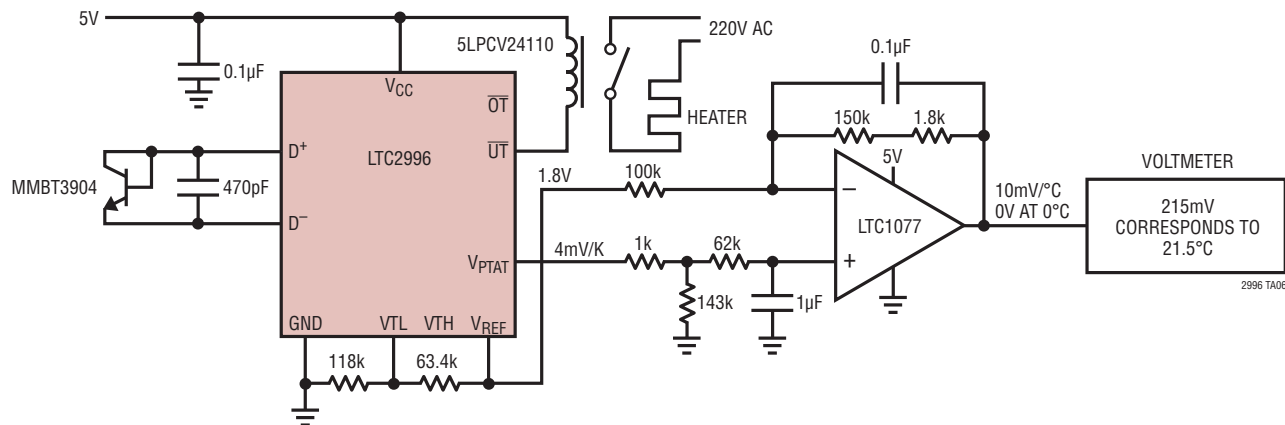 5V
0.1µF
5LPCV24110
220V AC
HEATER
VCC
OT
UT
LTC2996
D+
D−
MMBT3904
470pF
1.8V
100k
0.1µF
150k
1.8k
5V
LTC1077
−
+
10mV/°C
0V AT 0°C
VOLTMETER
215mV
CORRESPONDS TO
21.5°C
VPTAT
4mV/K
1k
62k
143k
1µF
GND
VTL
VTH
VREF
118k
63.4k
2996 TA06